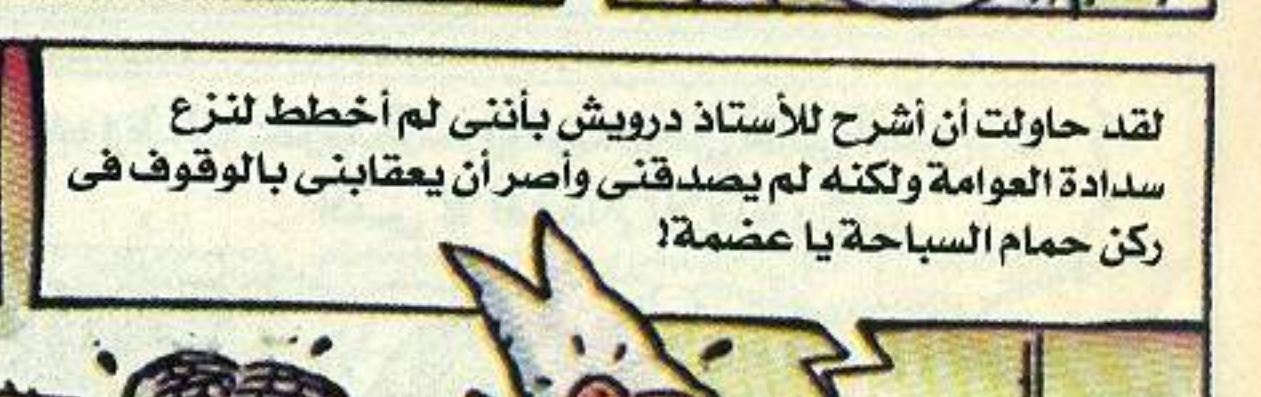 لقد حاولت أن أشرح للأستاذ درويش بأننى لم أخطط لنزع
سدادة العوامة ولكنه لم يصدقنى وأصر أن يعقابنى بالوقوف فى
ركن حمام السباحة يا عضمة!